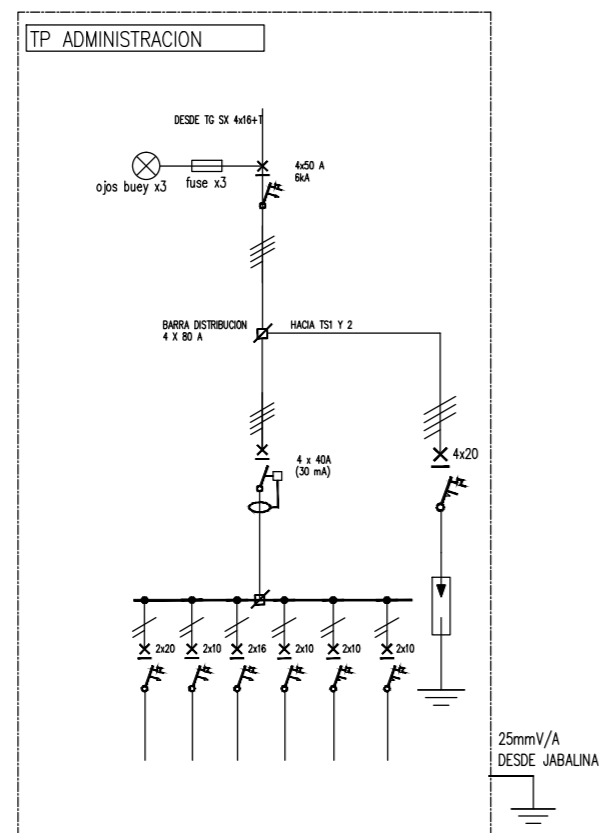 TP ADMINISTRACION
DESDE TG SX 4x16+T
4x50 A
6kA
ojos buey x3
fuse x3
BARRA DISTRIBUCION
4 X 80 A
HACIA TS1 Y 2
4 x 40A
(30 mA)
4x20
2x20
2x10
2x16
2x10
2x10
2x10
25mmV/A
DESDE JABALINA